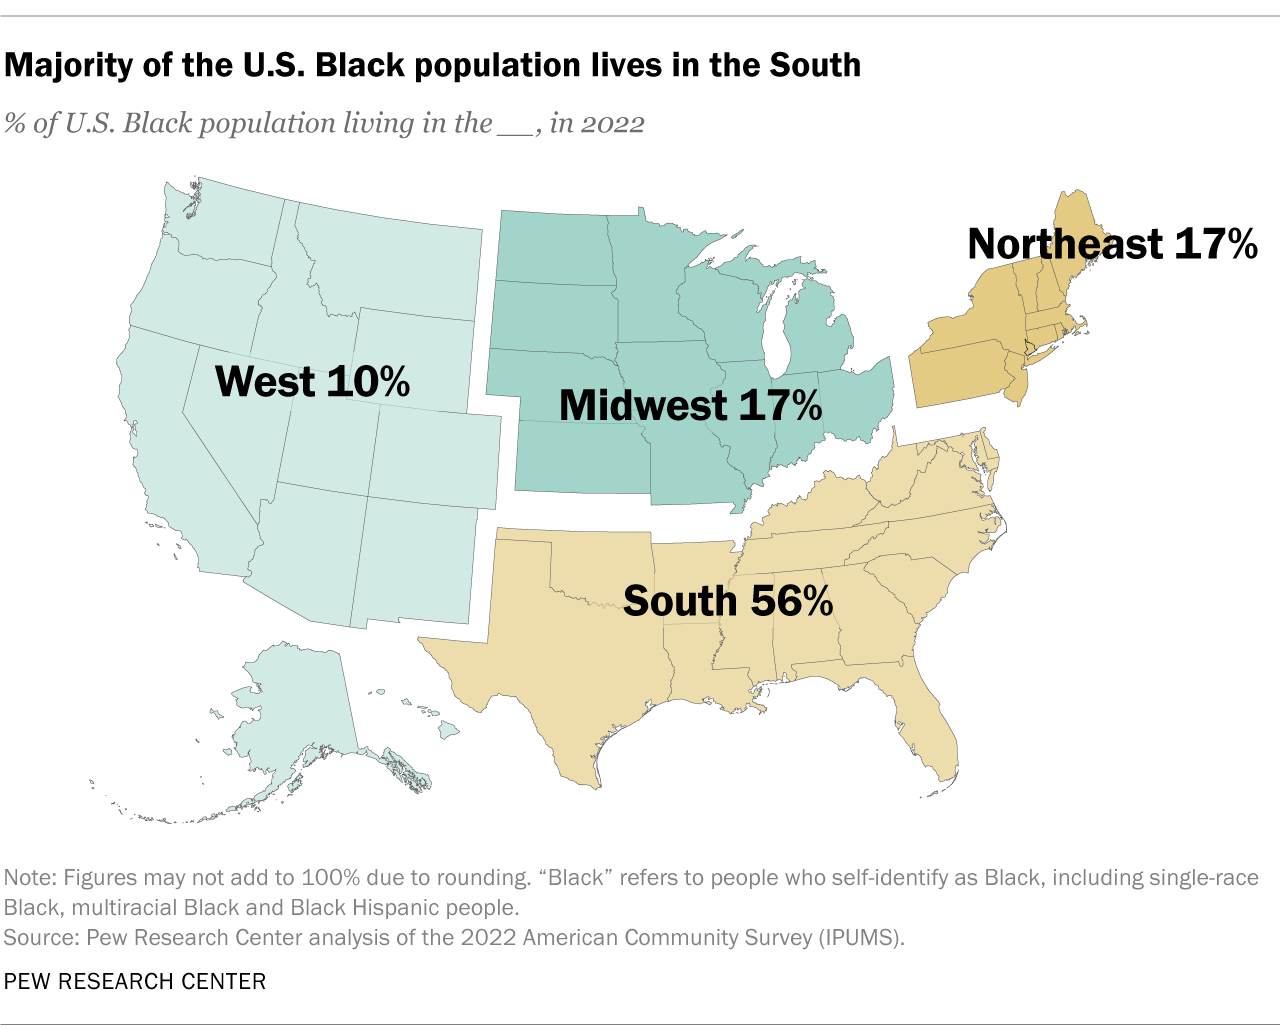 Majority of the U.S. Black population lives in the South
% of U.S. Black population living in the __, in 2022
Northeast 17%
West 10%
Midwest 17%
South 56%
Note: Figures may not add to 100% due to rounding. “Black” refers to people who self-identify as Black, including single-race
Black, multiracial Black and Black Hispanic people.
Source: Pew Research Center analysis of the 2022 American Community Survey (IPUMS).
PEW RESEARCH CENTER